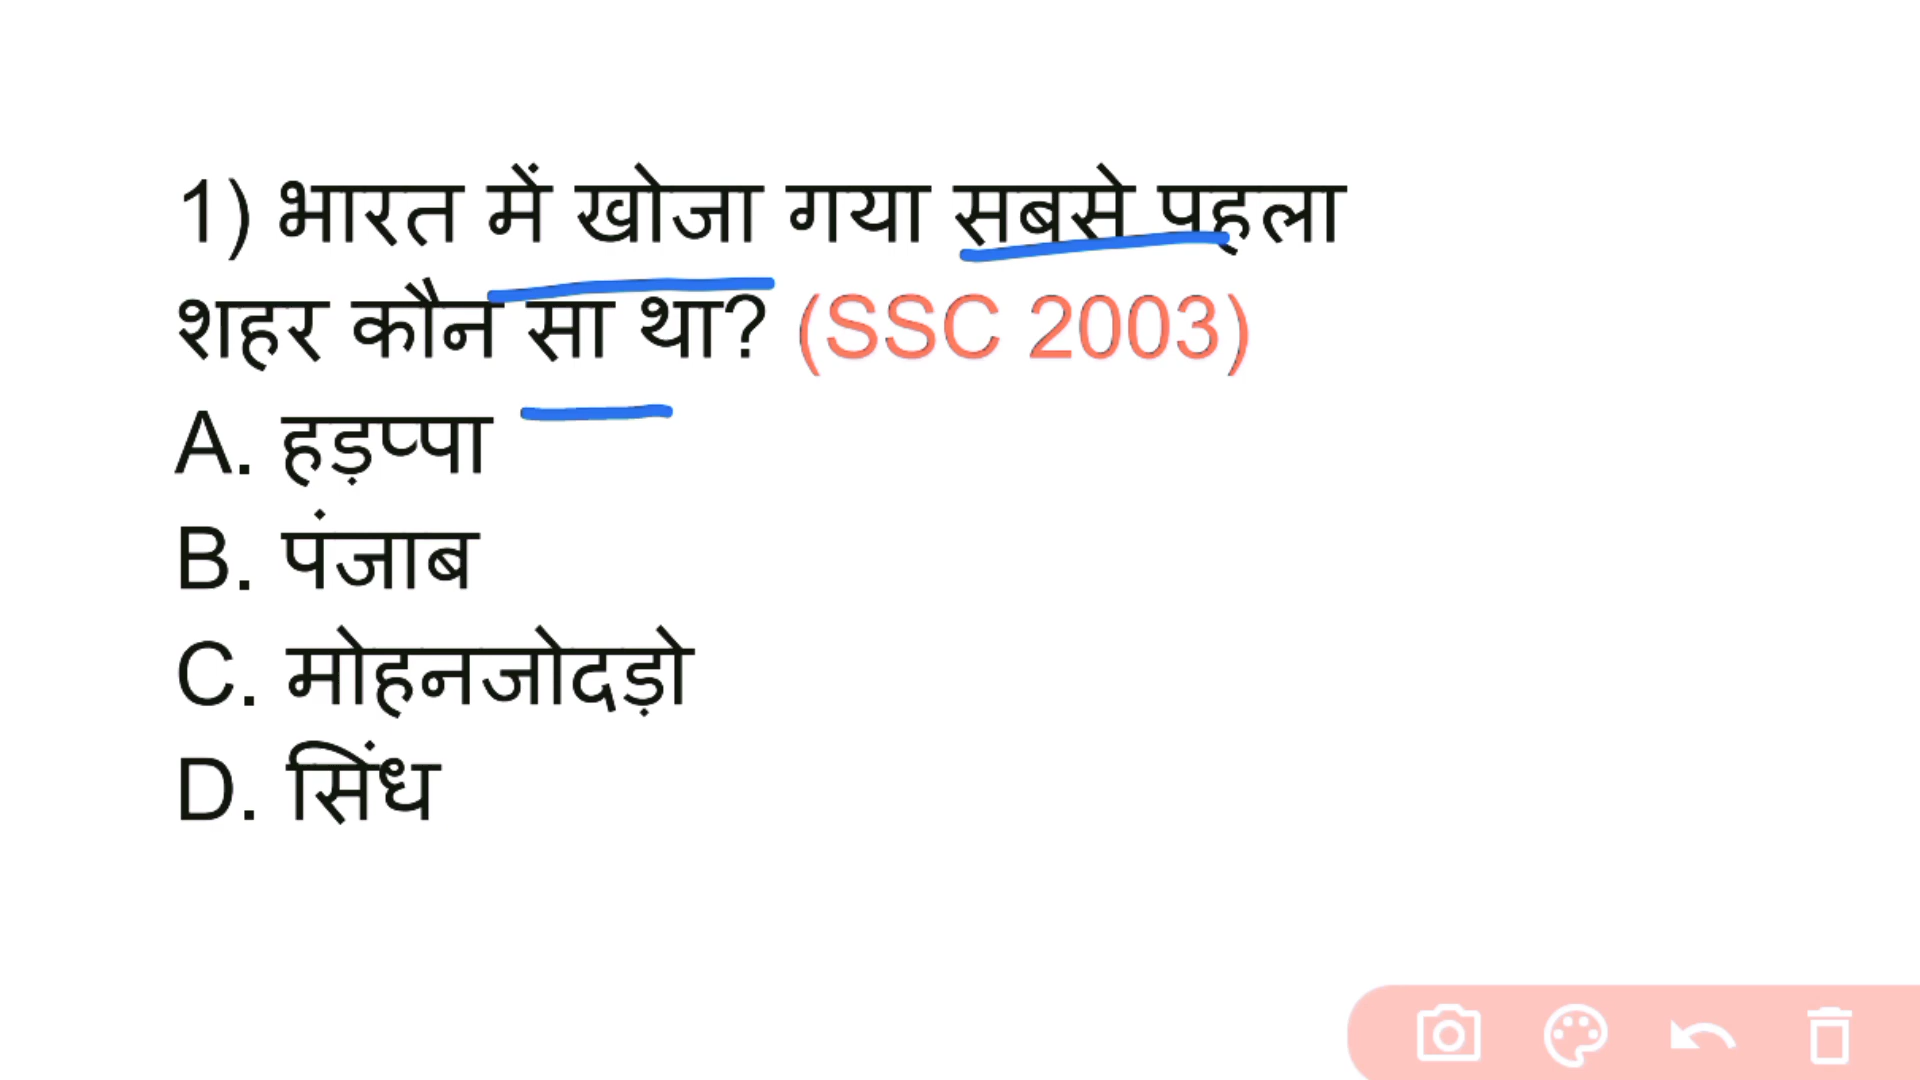 1) भारत में खोजा गया सबसे पहला
शहर कौन सा था? (SSC 2003)
A. हड़प्पा
B. पंजाब
C. मोहनजोदड़ो
D. सिंध